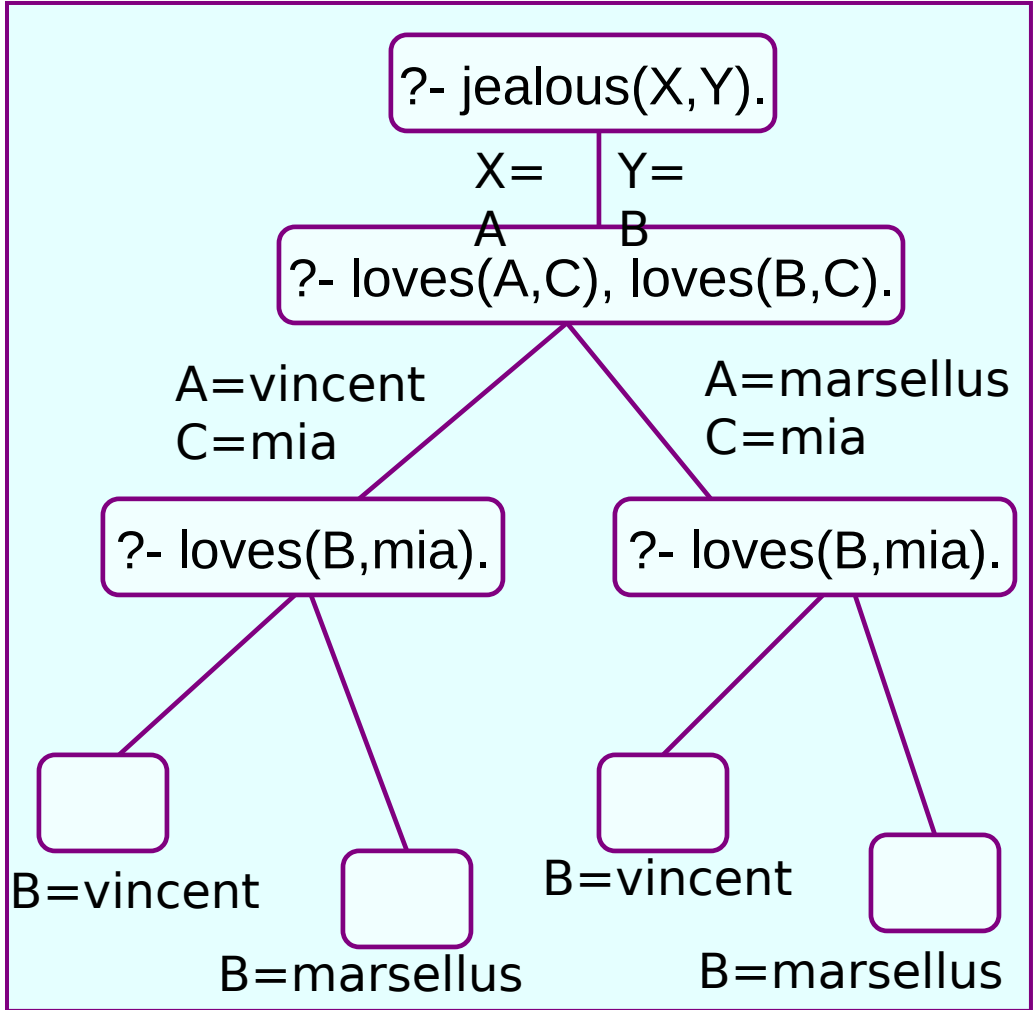 ?- jealous(X,Y).
X=
A
Y=
B
?- loves(A,C), loves(B,C).
A=vincent
C=mia
A=marsellus
C=mia
?- loves(B,mia).
?- loves(B,mia).
B=vincent
B=marsellus
B=vincent
B=marsellus